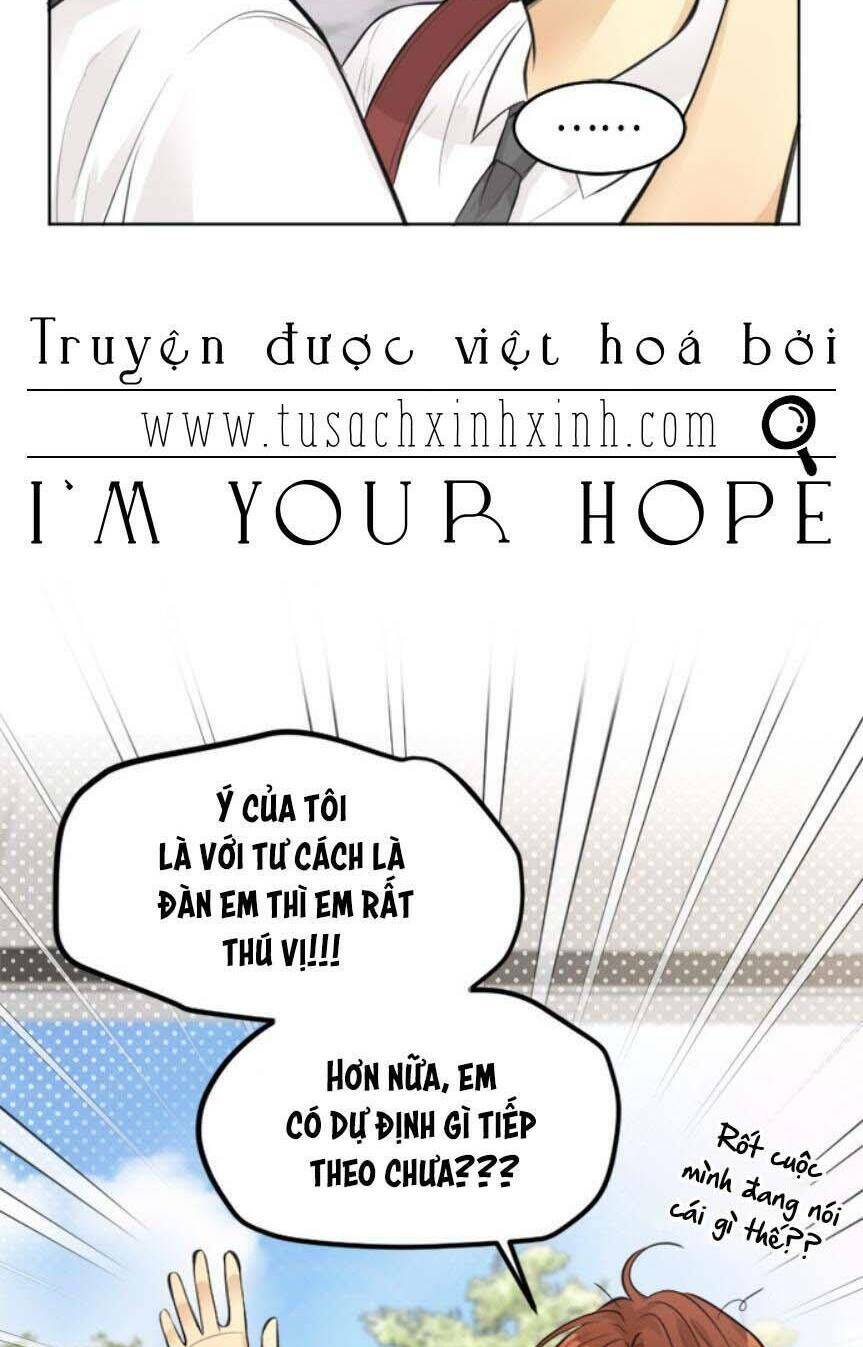 ......
Truyện được việt hoá bởi
www.tusachxinhxinh.com
I'M YOUR HOPE
Ý CỦA TÔI
LÀ VỚI TƯ CÁCH LÀ
ĐÀN EM THÌ EM RẤT
THÚ VỊ!!!
HƠN NỮA, EM
CÓ DỰ ĐỊNH GÌ TIẾP
THEO CHƯA???
Rốt cuộc
mình đang nói
cái gì thế??